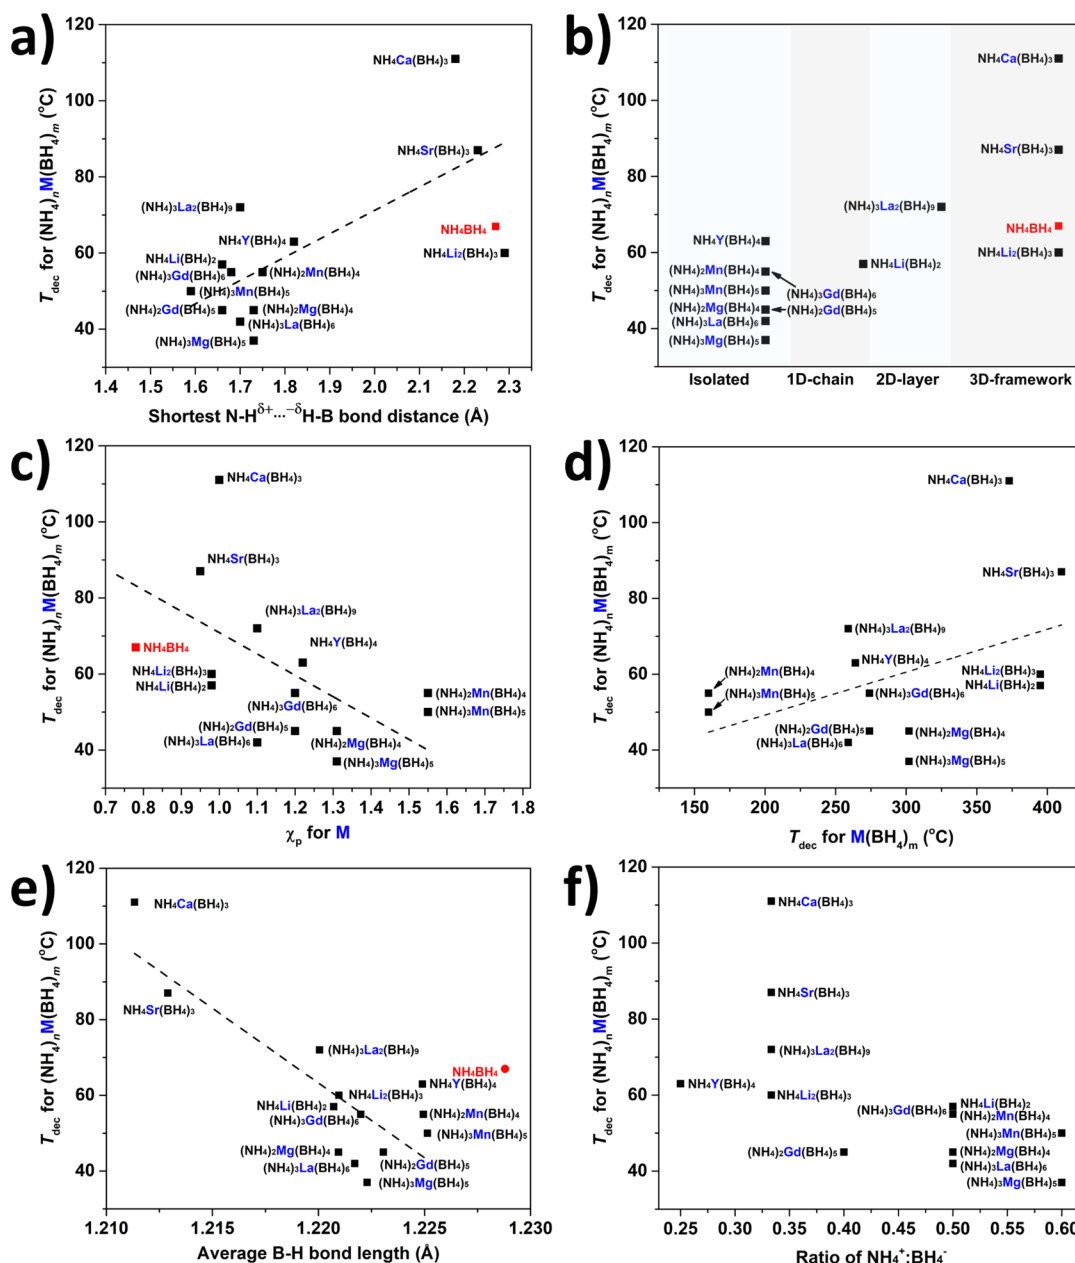 a)
T_dec for (NH₄)ₙM(BH₄)ₘ (°C)
120
100
80
60
40
NH₄Ca(BH₄)₃
NH₄Sr(BH₄)₃
(NH₄)₃La₂(BH₄)₉
NH₄BH₄
NH₄Y(BH₄)₄
NH₄Li₂(BH₄)₃
NH₄Li(BH₄)₂
(NH₄)₃Gd(BH₄)₆
(NH₄)₂Mn(BH₄)₄
(NH₄)₃Mn(BH₄)₅
(NH₄)₂Gd(BH₄)₅
(NH₄)₂Mg(BH₄)₄
(NH₄)₃La(BH₄)₆
(NH₄)₃Mg(BH₄)₅
1.4 1.5 1.6 1.7 1.8 1.9 2.0 2.1 2.2 2.3
Shortest N-H^δ+...^-δH-B bond distance (Å)
b)
T_dec for (NH₄)ₙM(BH₄)ₘ (°C)
120
100
80
60
40
NH₄Ca(BH₄)₃
NH₄Sr(BH₄)₃
(NH₄)₃La₂(BH₄)₉
NH₄BH₄
NH₄Y(BH₄)₄
NH₄Li₂(BH₄)₃
NH₄Li(BH₄)₂
(NH₄)₂Mn(BH₄)₄
(NH₄)₃Mn(BH₄)₅
(NH₄)₃Gd(BH₄)₆
(NH₄)₂Mg(BH₄)₄
(NH₄)₂Gd(BH₄)₅
(NH₄)₃La(BH₄)₆
(NH₄)₃Mg(BH₄)₅
Isolated 1D-chain 2D-layer 3D-framework
c)
T_dec for (NH₄)ₙM(BH₄)ₘ (°C)
120
100
80
60
40
NH₄Ca(BH₄)₃
NH₄Sr(BH₄)₃
(NH₄)₃La₂(BH₄)₉
NH₄BH₄
NH₄Y(BH₄)₄
NH₄Li₂(BH₄)₃
NH₄Li(BH₄)₂
(NH₄)₂Mn(BH₄)₄
(NH₄)₃Gd(BH₄)₆
(NH₄)₃Mn(BH₄)₅
(NH₄)₂Gd(BH₄)₅
(NH₄)₃La(BH₄)₆
(NH₄)₂Mg(BH₄)₄
(NH₄)₃Mg(BH₄)₅
0.7 0.8 0.9 1.0 1.1 1.2 1.3 1.4 1.5 1.6 1.7 1.8
χₚ for M
d)
T_dec for (NH₄)ₙM(BH₄)ₘ (°C)
120
100
80
60
40
NH₄Ca(BH₄)₃
NH₄Sr(BH₄)₃
(NH₄)₃La₂(BH₄)₉
NH₄Y(BH₄)₄
(NH₄)₂Mn(BH₄)₄
NH₄Li₂(BH₄)₃
NH₄Li(BH₄)₂
(NH₄)₃Mn(BH₄)₅
(NH₄)₃Gd(BH₄)₆
(NH₄)₂Gd(BH₄)₅
(NH₄)₂Mg(BH₄)₄
(NH₄)₃La(BH₄)₆
(NH₄)₃Mg(BH₄)₅
150 200 250 300 350 400
T_dec for M(BH₄)ₘ (°C)
e)
T_dec for (NH₄)ₙM(BH₄)ₘ (°C)
120
100
80
60
40
NH₄Ca(BH₄)₃
NH₄Sr(BH₄)₃
(NH₄)₃La₂(BH₄)₉
NH₄BH₄
NH₄Y(BH₄)₄
NH₄Li₂(BH₄)₃
NH₄Li(BH₄)₂
(NH₄)₂Mn(BH₄)₄
(NH₄)₃Gd(BH₄)₆
(NH₄)₃Mn(BH₄)₅
(NH₄)₂Mg(BH₄)₄
(NH₄)₂Gd(BH₄)₅
(NH₄)₃La(BH₄)₆
(NH₄)₃Mg(BH₄)₅
1.210 1.215 1.220 1.225 1.230
Average B-H bond length (Å)
f)
T_dec for (NH₄)ₙM(BH₄)ₘ (°C)
120
100
80
60
40
NH₄Ca(BH₄)₃
NH₄Sr(BH₄)₃
(NH₄)₃La₂(BH₄)₉
NH₄Y(BH₄)₄
NH₄Li₂(BH₄)₃
NH₄Li(BH₄)₂
(NH₄)₃Gd(BH₄)₆
(NH₄)₂Mn(BH₄)₄
(NH₄)₃Mn(BH₄)₅
(NH₄)₂Gd(BH₄)₅
(NH₄)₂Mg(BH₄)₄
(NH₄)₃La(BH₄)₆
(NH₄)₃Mg(BH₄)₅
0.25 0.30 0.35 0.40 0.45 0.50 0.55 0.60
Ratio of NH₄⁺:BH₄⁻